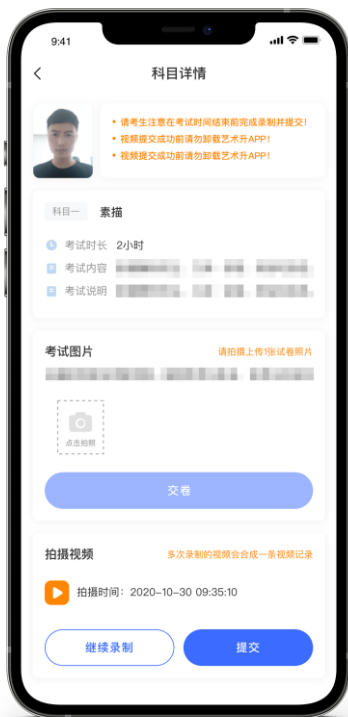 9:41
科目详情
• 请考生注意在考试时间结束前完成录制并提交!
• 视频提交成功前请勿卸载艺术升APP!
• 视频提交成功前请勿卸载艺术升APP!
科目一 素描
考试时长 2小时
考试内容
考试说明
考试图片 请拍摄上传1张试卷照片
点击拍照
交卷
拍摄视频 多次录制的视频会合成一条视频记录
拍摄时间：2020-10-30 09:35:10
继续录制 提交